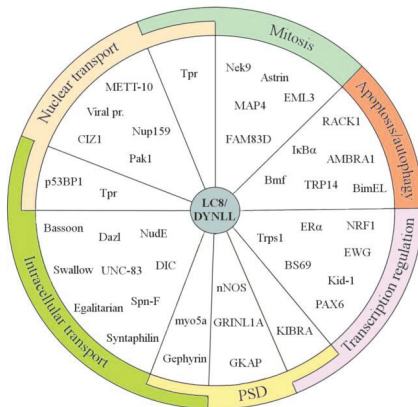 Mitosis
Apoptosis/autophagy
Transcription regulation
PSD
Intracellular transport
Nuclear transport
LC8/
DYNLL
Tpr
Nek9
Astrin
MAP4
EML3
FAM83D
RACK1
IκBα
AMBRA1
Bmf
TRP14
BimEL
Trps1
ERα
NRF1
BS69
EWG
Kid-1
PAX6
KIBRA
nNOS
GRINL1A
GKAP
myo5a
Gephyrin
Bassoon
Dazl
NudE
Swallow
UNC-83
DIC
Egalitarian
Spn-F
Syntaphilin
p53BP1
Tpr
METT-10
Viral pr.
CIZ1
Nup159
Pak1